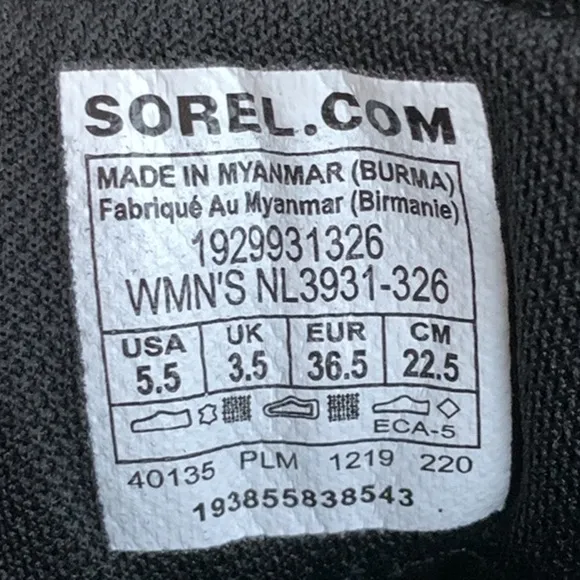 SOREL.COM
MADE IN MYANMAR (BURMA)
Fabriqué Au Myanmar (Birmanie)
1929931326
WMN'S NL3931-326
USA UK EUR CM
5.5 3.5 36.5 22.5
ECA-5
40135 PLM 1219 220
193855838543